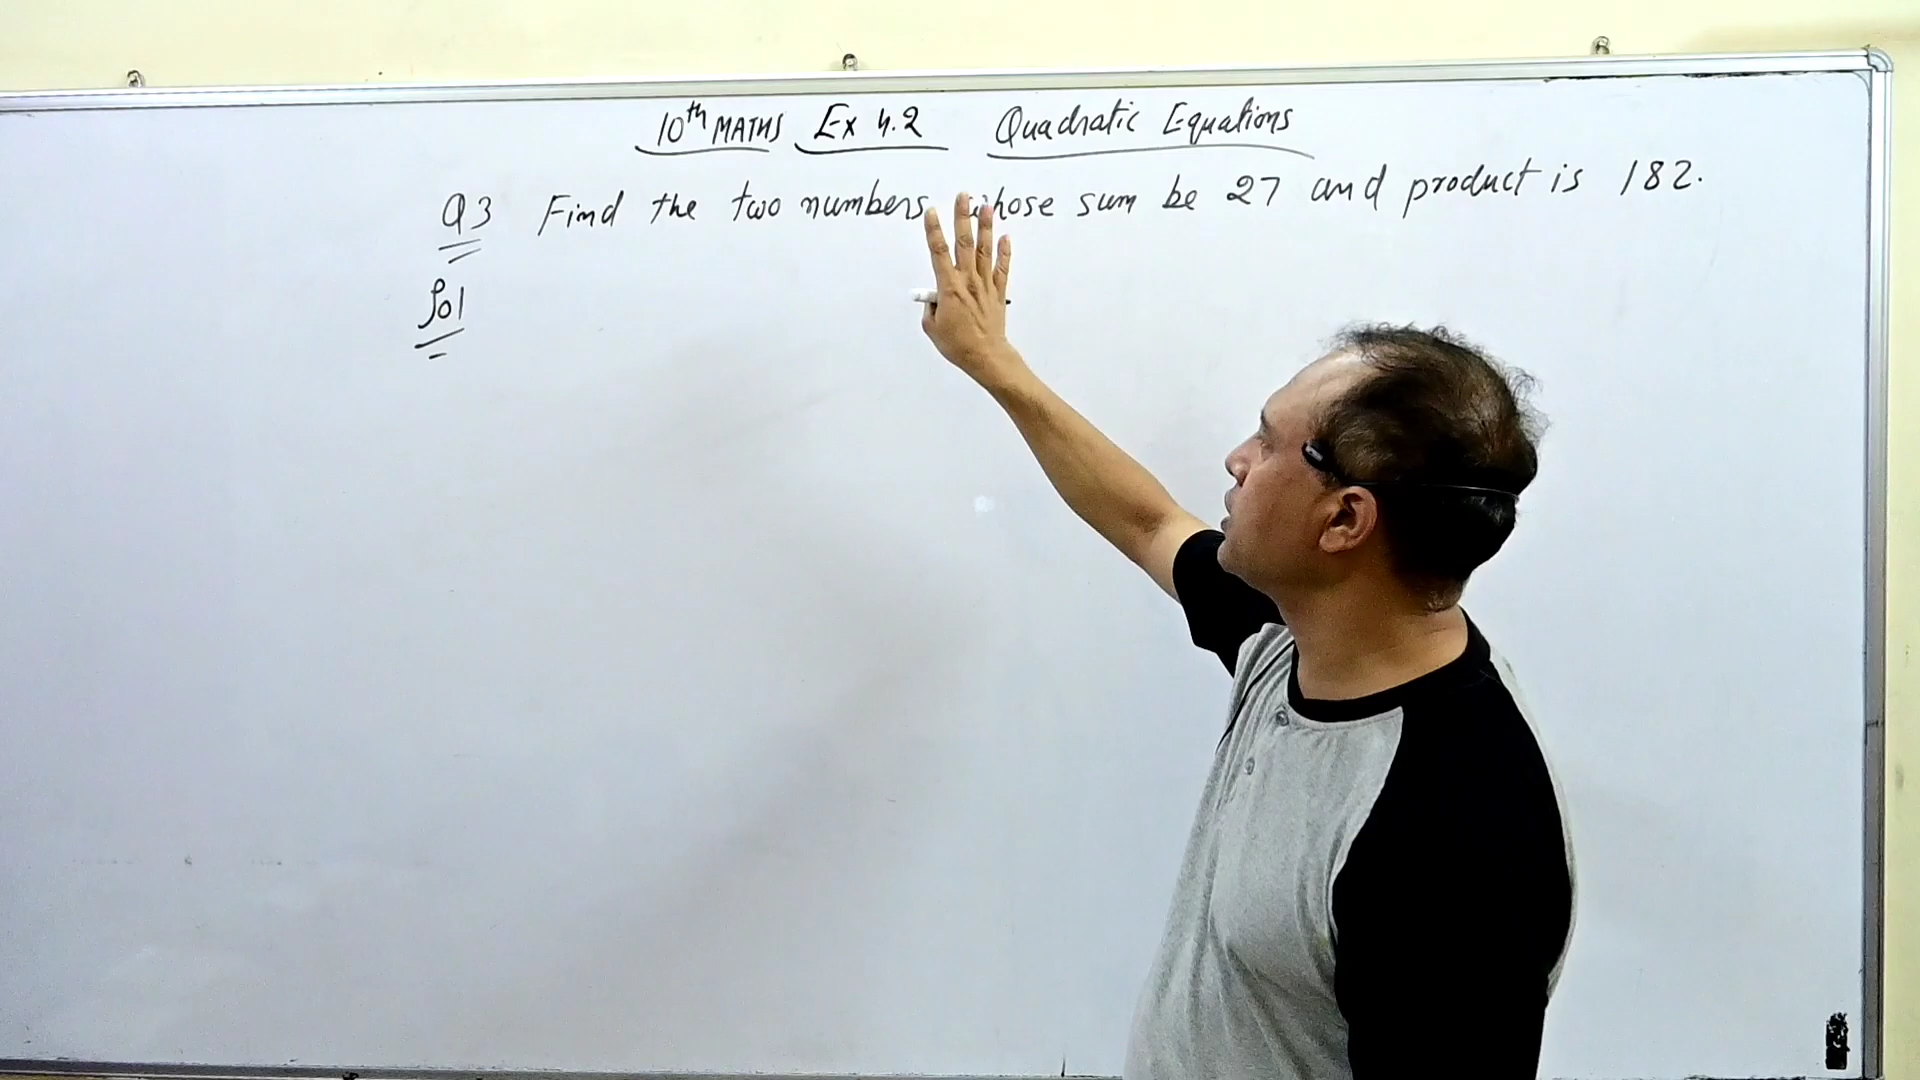 10th MATHS Ex 4.2 Quadratic Equations
Q3 Find the two numbers whose sum be 27 and product is 182.
Sol